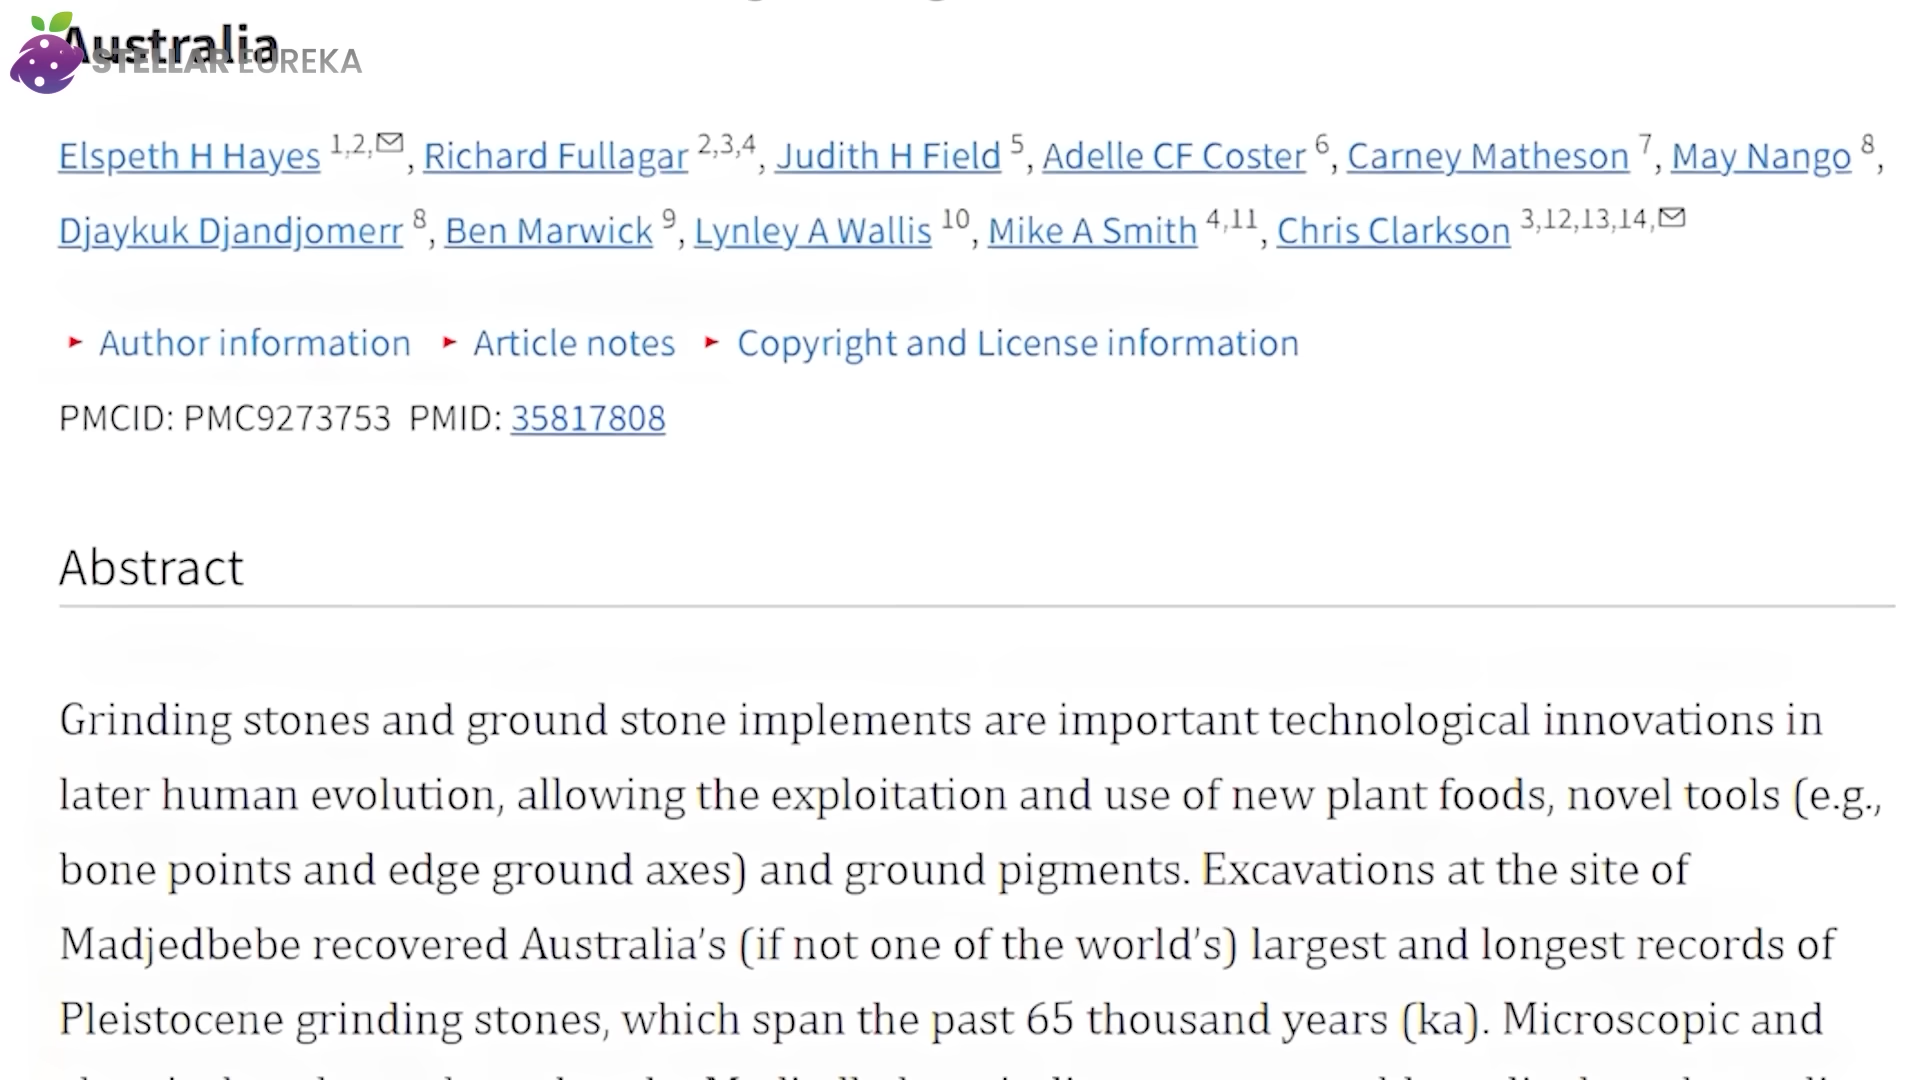 Australia
STELLAR EUREKA
Elspeth H Hayes 1,2,✉, Richard Fullagar 2,3,4, Judith H Field 5, Adelle CF Coster 6, Carney Matheson 7, May Nango 8,
Djaykuk Djandjomerr 8, Ben Marwick 9, Lynley A Wallis 10, Mike A Smith 4,11, Chris Clarkson 3,12,13,14,✉
▸ Author information ▸ Article notes ▸ Copyright and License information
PMCID: PMC9273753 PMID: 35817808
Abstract
Grinding stones and ground stone implements are important technological innovations in
later human evolution, allowing the exploitation and use of new plant foods, novel tools (e.g.,
bone points and edge ground axes) and ground pigments. Excavations at the site of
Madjedbebe recovered Australia's (if not one of the world's) largest and longest records of
Pleistocene grinding stones, which span the past 65 thousand years (ka). Microscopic and